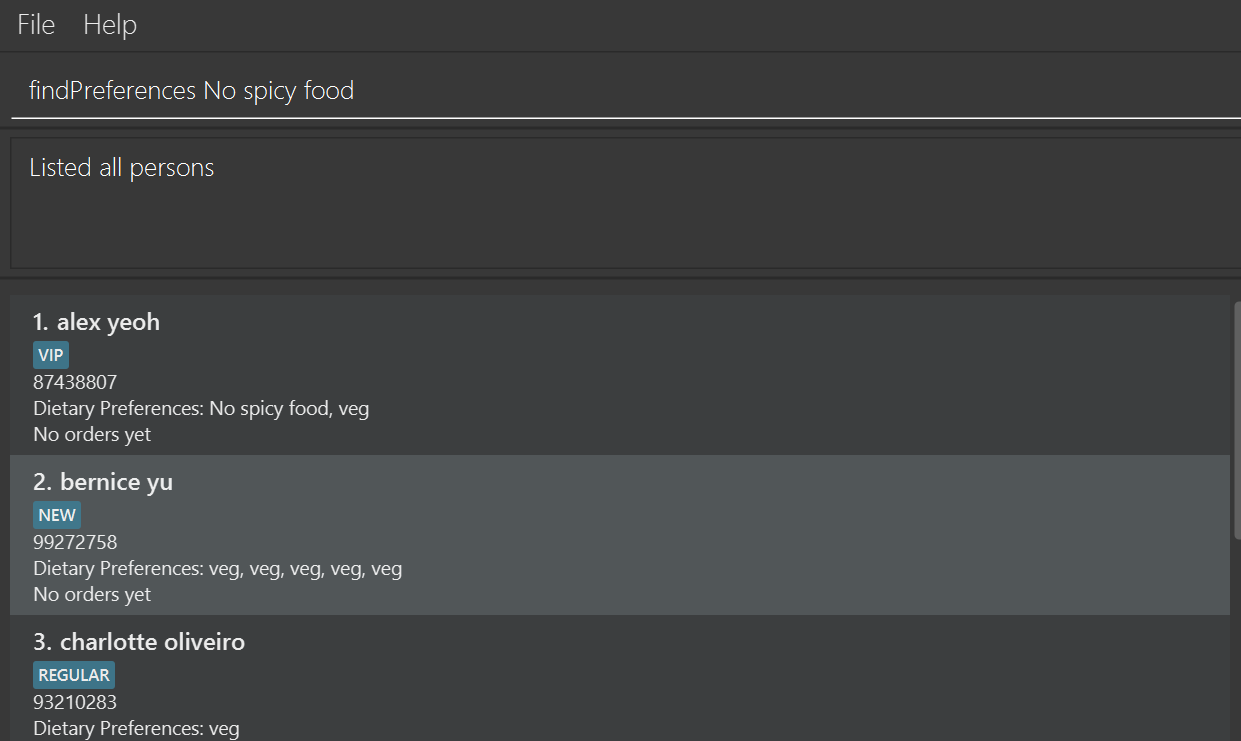 File Help
findPreferences No spicy food
Listed all persons
1. alex yeoh
VIP
87438807
Dietary Preferences: No spicy food, veg
No orders yet
2. bernice yu
NEW
99272758
Dietary Preferences: veg, veg, veg, veg, veg
No orders yet
3. charlotte oliveiro
REGULAR
93210283
Dietary Preferences: veg